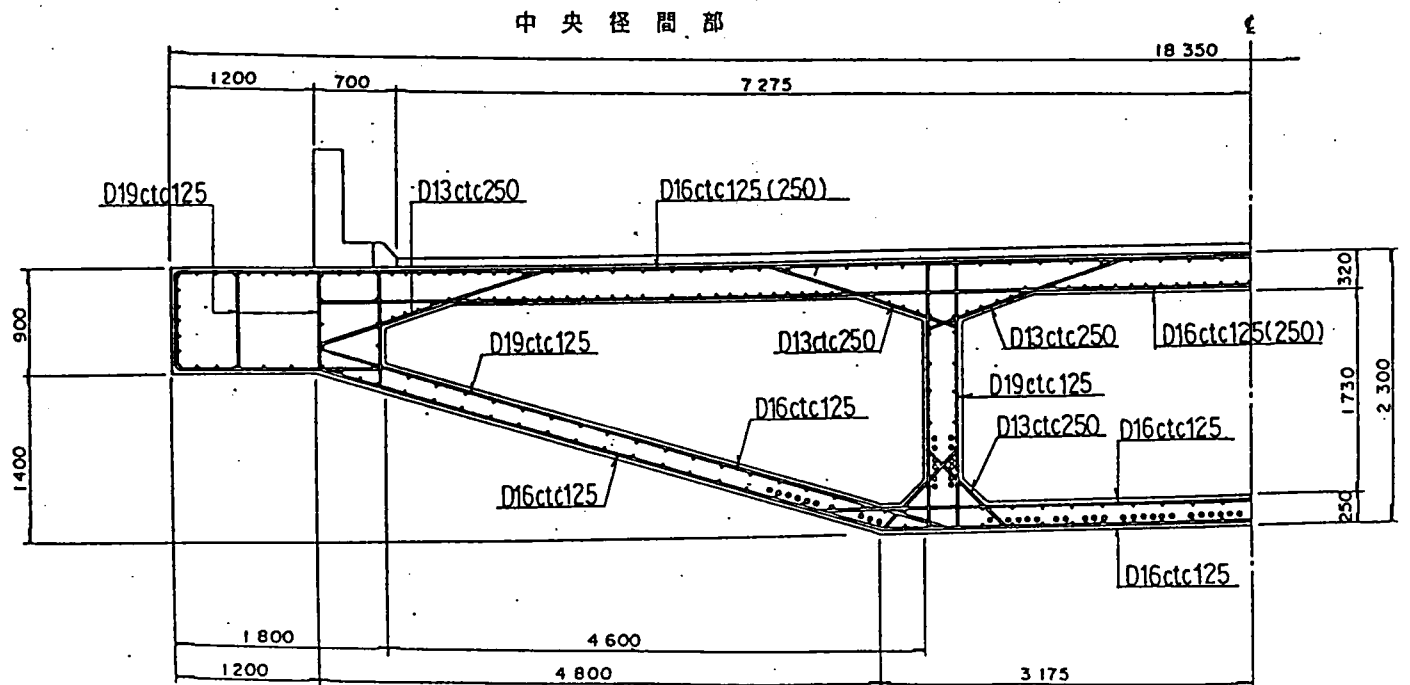 中央径間部
℄
18 350
1200
700
7 275
D19ctc125
D13ctc250
D16ctc125(250)
900
1400
320
1730
250
2 300
D19ctc125
D13ctc250
D13ctc250
D16ctc125(250)
D16ctc125
D19ctc125
D13ctc250
D16ctc125
D16ctc125
D16ctc125
1 800
4 600
1200
4 800
3 175